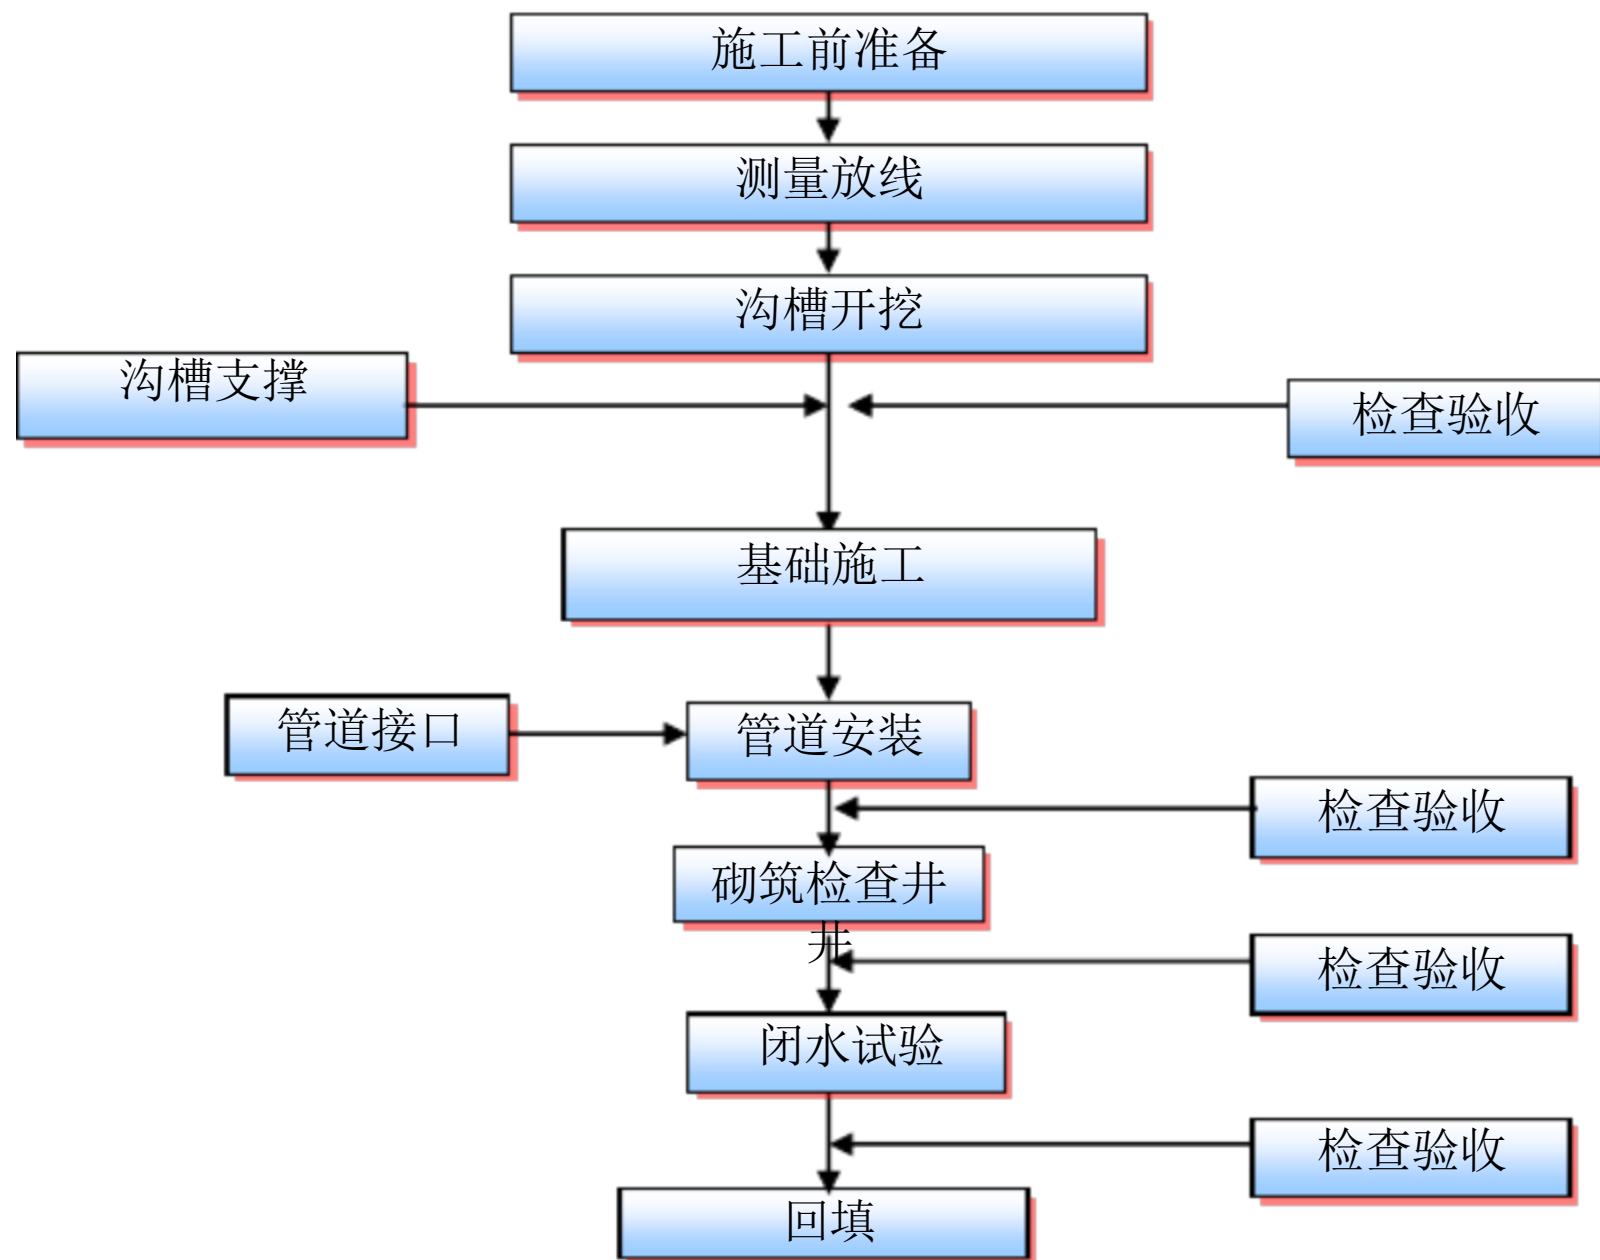 施工前准备
测量放线
沟槽开挖
沟槽支撑
检查验收
基础施工
管道接口
管道安装
检查验收
砌筑检查井
井
检查验收
闭水试验
检查验收
回填